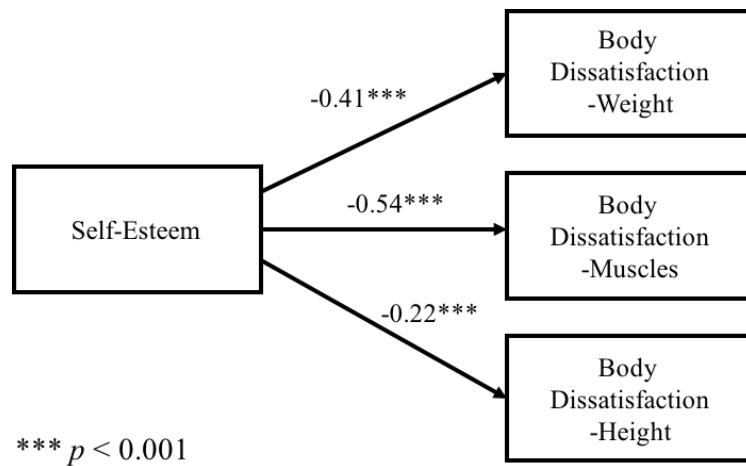 Body
Dissatisfaction
-Weight
-0.41***
Self-Esteem
-0.54***
Body
Dissatisfaction
-Muscles
-0.22***
Body
Dissatisfaction
-Height
*** p < 0.001